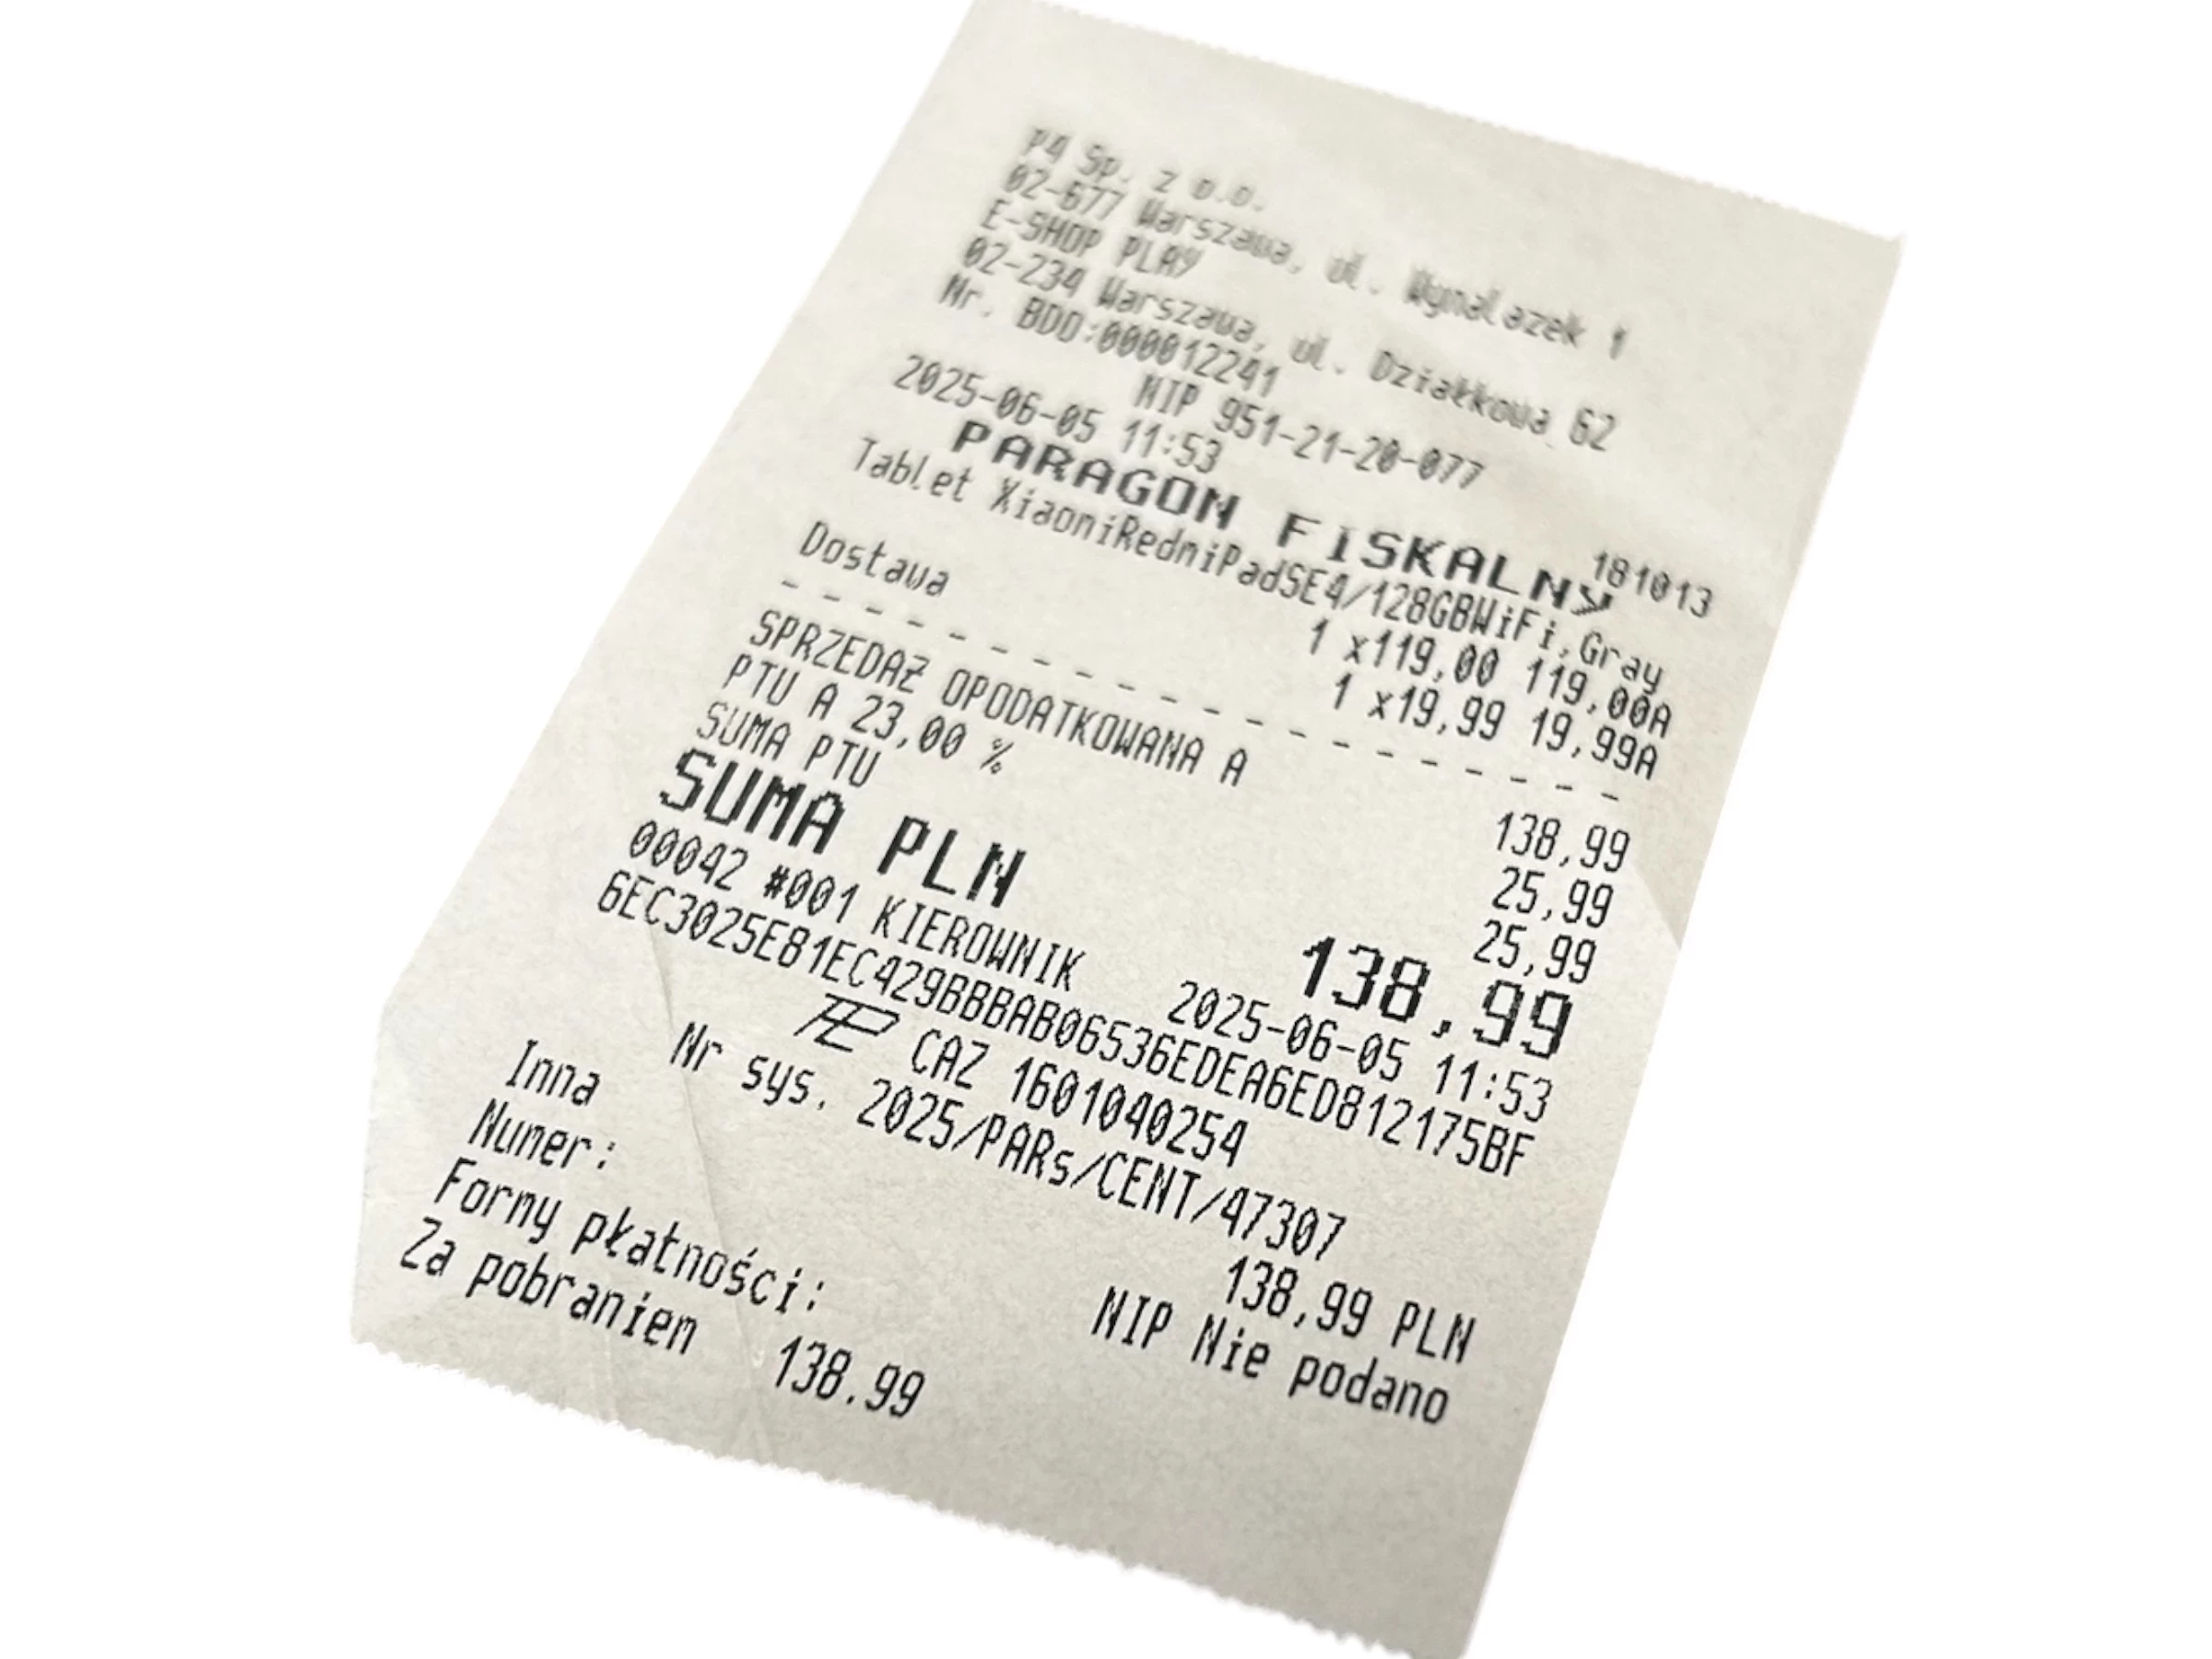 P4 Sp. z o.o.
02-677 Warszawa, ul. Wynalazek 1
E-SHOP PLAY
02-234 Warszawa, ul. Działkowa 62
Nr. BDO:000012241
NIP 951-21-20-077
2025-06-05 11:53 181013
PARAGON FISKALNY
Tablet XiaomiRedmiPadSE4/128GBWiFi,Gray
1 x119,00 119,00A
Dostawa 1 x19,99 19,99A
- - - - - - - - - - - - - - - - - - - -
SPRZEDAŻ OPODATKOWANA A 138,99
PTU A 23,00 % 25,99
SUMA PTU 25,99
SUMA PLN 138,99
00042 #001 KIEROWNIK 2025-06-05 11:53
6EC3025E81EC429BBBAB06536EDEA6ED812175BF
CAZ 1601040254
Nr sys. 2025/PARs/CENT/47307
Inna 138,99 PLN
Numer: NIP Nie podano
Formy płatności:
Za pobraniem 138.99